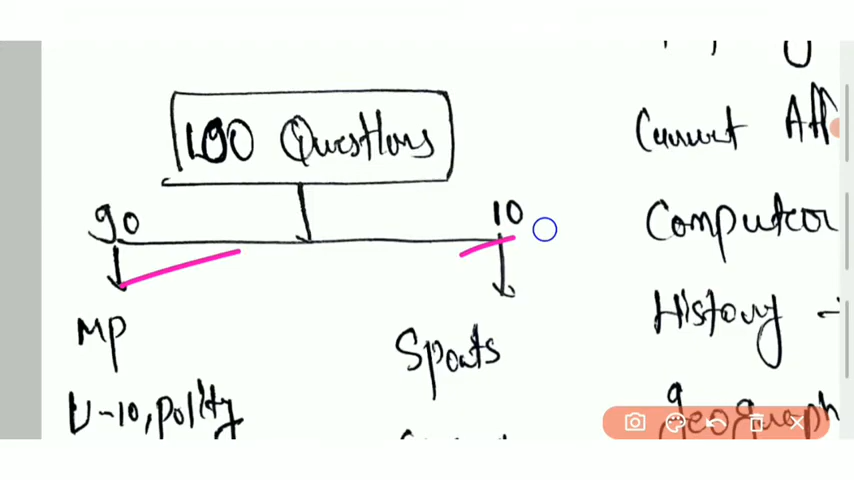 100 Questions
90
10
MP
Sports
U-10, polity
Current Aff
Computer
History -
geograph